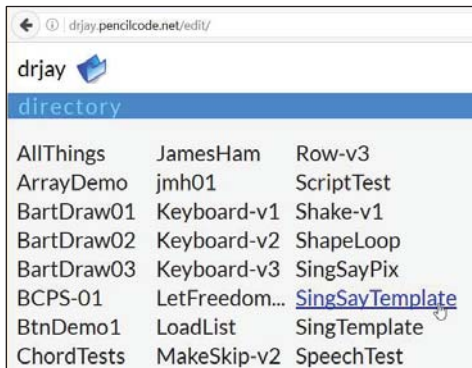 drjay.pencilcode.net/edit/
drjay
directory
AllThings JamesHam Row-v3
ArrayDemo jmh01 ScriptTest
BartDraw01 Keyboard-v1 Shake-v1
BartDraw02 Keyboard-v2 ShapeLoop
BartDraw03 Keyboard-v3 SingSayPix
BCPS-01 LetFreedom... SingSayTemplate
BtnDemo1 LoadList SingTemplate
ChordTests MakeSkip-v2 SpeechTest